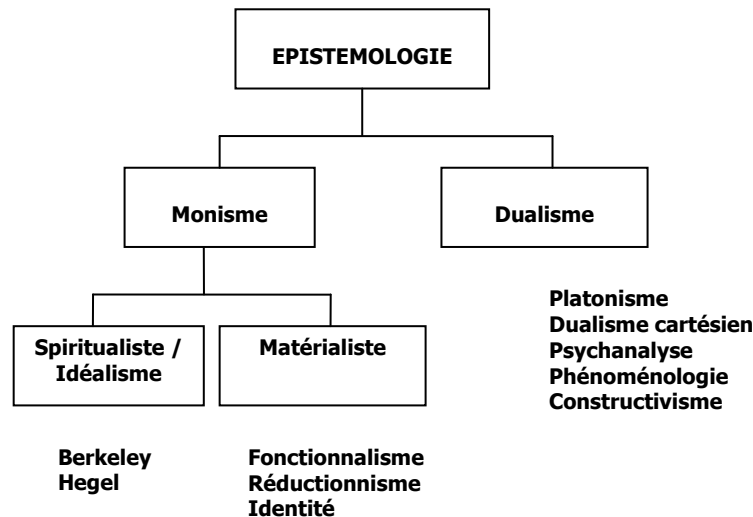 EPISTEMOLOGIE
Monisme
Dualisme
Spiritualiste /
Idéalisme
Matérialiste
Platonisme
Dualisme cartésien
Psychanalyse
Phénoménologie
Constructivisme
Berkeley
Hegel
Fonctionnalisme
Réductionnisme
Identité